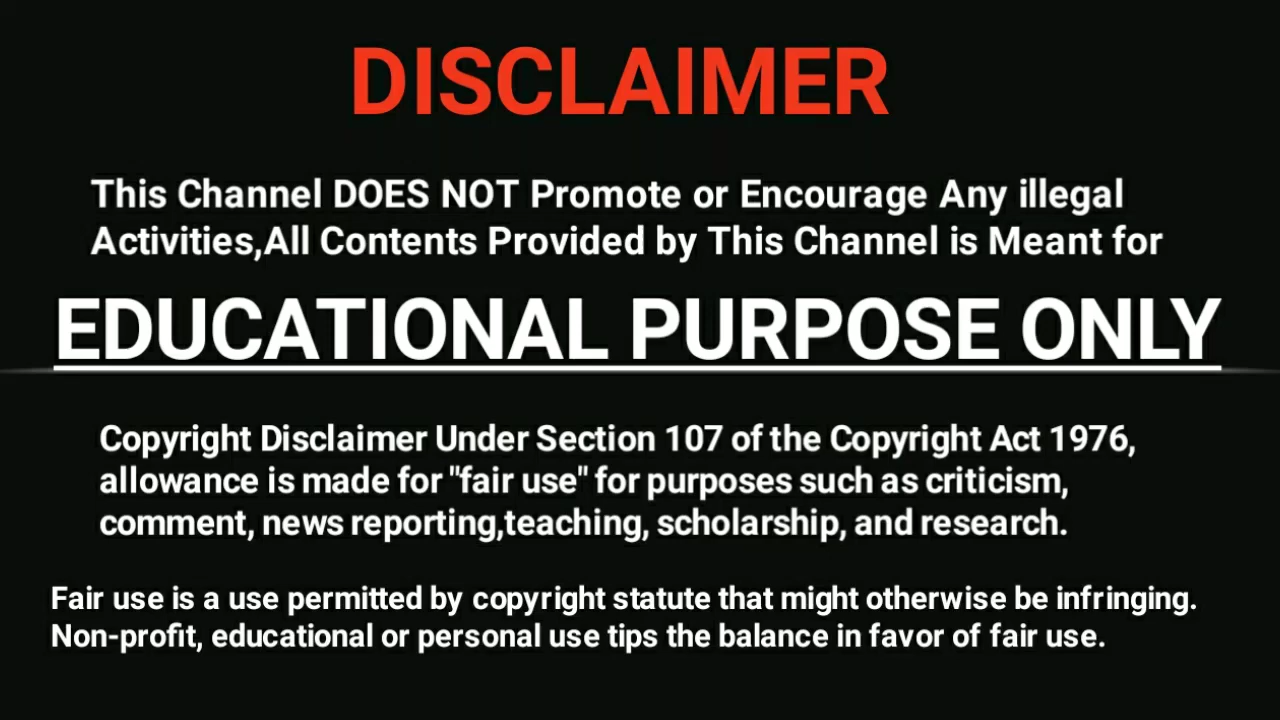 DISCLAIMER
This Channel DOES NOT Promote or Encourage Any illegal
Activities,All Contents Provided by This Channel is Meant for
EDUCATIONAL PURPOSE ONLY
Copyright Disclaimer Under Section 107 of the Copyright Act 1976,
allowance is made for "fair use" for purposes such as criticism,
comment, news reporting,teaching, scholarship, and research.
Fair use is a use permitted by copyright statute that might otherwise be infringing.
Non-profit, educational or personal use tips the balance in favor of fair use.